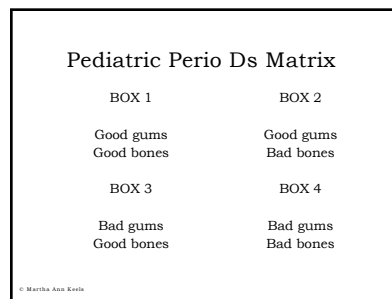 Pediatric Perio Ds Matrix
BOX 1
Good gums
Good bones
BOX 2
Good gums
Bad bones
BOX 3
Bad gums
Good bones
BOX 4
Bad gums
Bad bones
© Martha Ann Keels